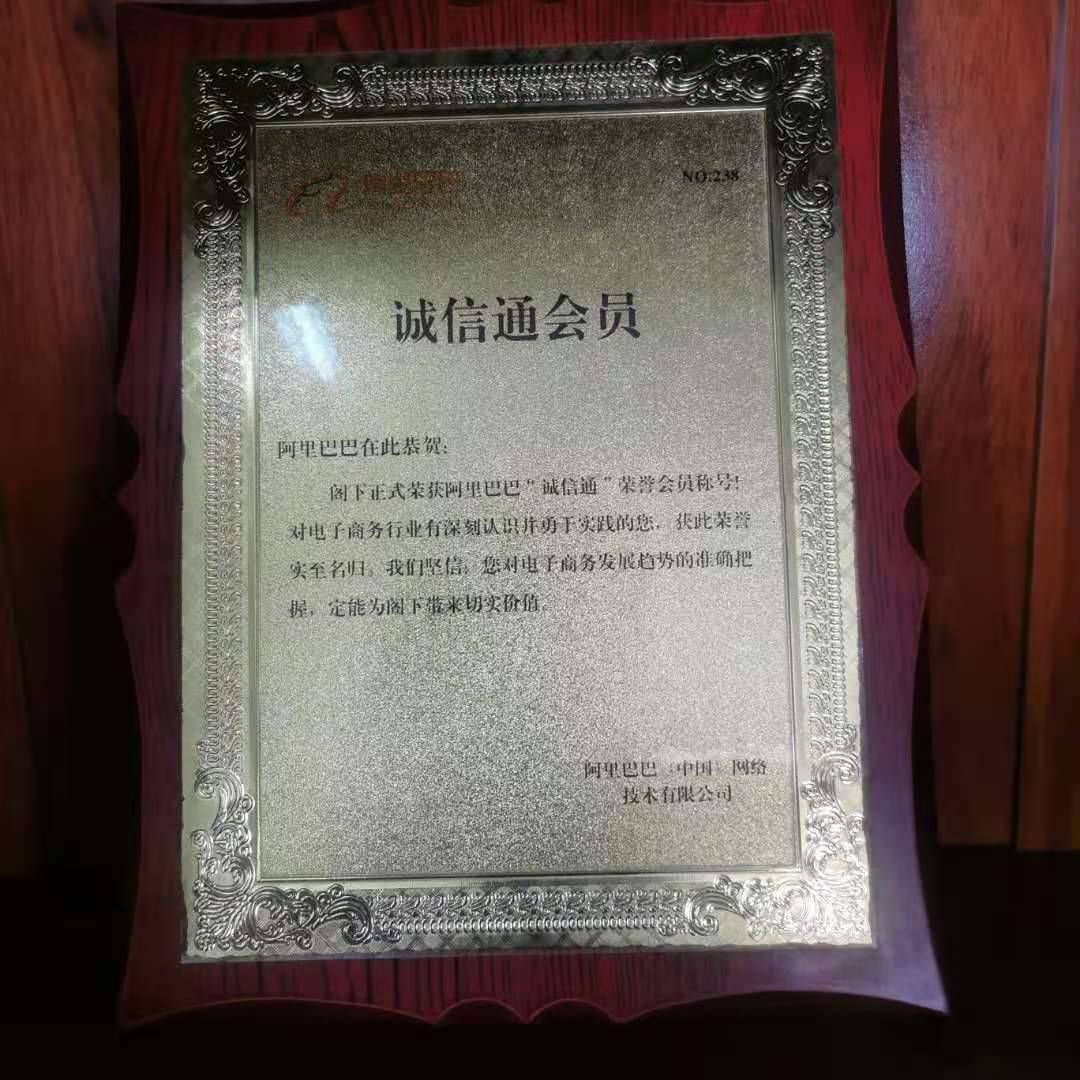 NO.238
诚信通会员
阿里巴巴在此恭贺：
阁下正式荣获阿里巴巴“诚信通”荣誉会员称号！
对电子商务行业有深刻认识并勇于实践的您，获此荣誉
实至名归。我们坚信，您对电子商务发展趋势的准确把
握，定能为阁下带来切实价值。
阿里巴巴（中国）网络
技术有限公司